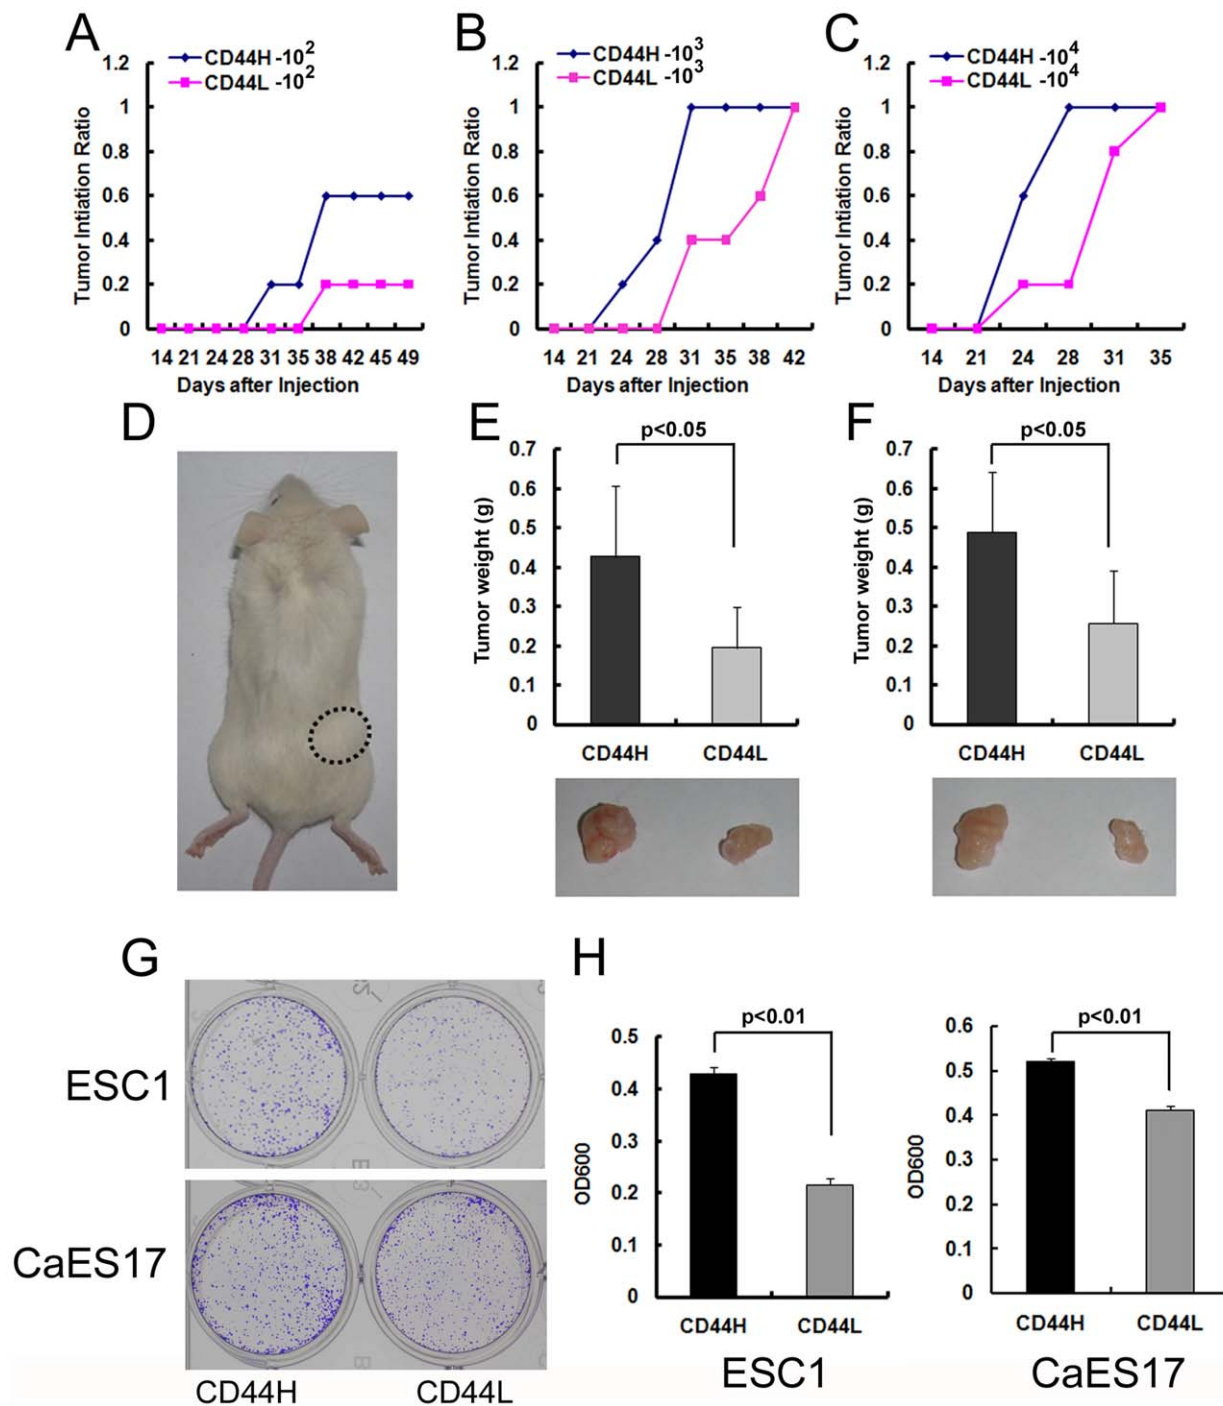 A
CD44H -10²
CD44L -10²
Tumor Intiation Ratio
1.2
1
0.8
0.6
0.4
0.2
0
14 21 24 28 31 35 38 42 45 49
Days after Injection
B
CD44H -10³
CD44L -10³
Tumor Intiation Ratio
1.2
1
0.8
0.6
0.4
0.2
0
14 21 24 28 31 35 38 42
Days after Injection
C
CD44H -10⁴
CD44L -10⁴
Tumor Intiation Ratio
1.2
1
0.8
0.6
0.4
0.2
0
14 21 24 28 31 35
Days after Injection
D
E
p<0.05
Tumor weight (g)
0.7
0.6
0.5
0.4
0.3
0.2
0.1
0
CD44H CD44L
F
p<0.05
Tumor weight (g)
0.7
0.6
0.5
0.4
0.3
0.2
0.1
0
CD44H CD44L
G
ESC1
CaES17
CD44H CD44L
H
p<0.01
OD600
0.5
0.4
0.3
0.2
0.1
0
CD44H CD44L
ESC1
p<0.01
OD600
0.6
0.5
0.4
0.3
0.2
0.1
0
CD44H CD44L
CaES17